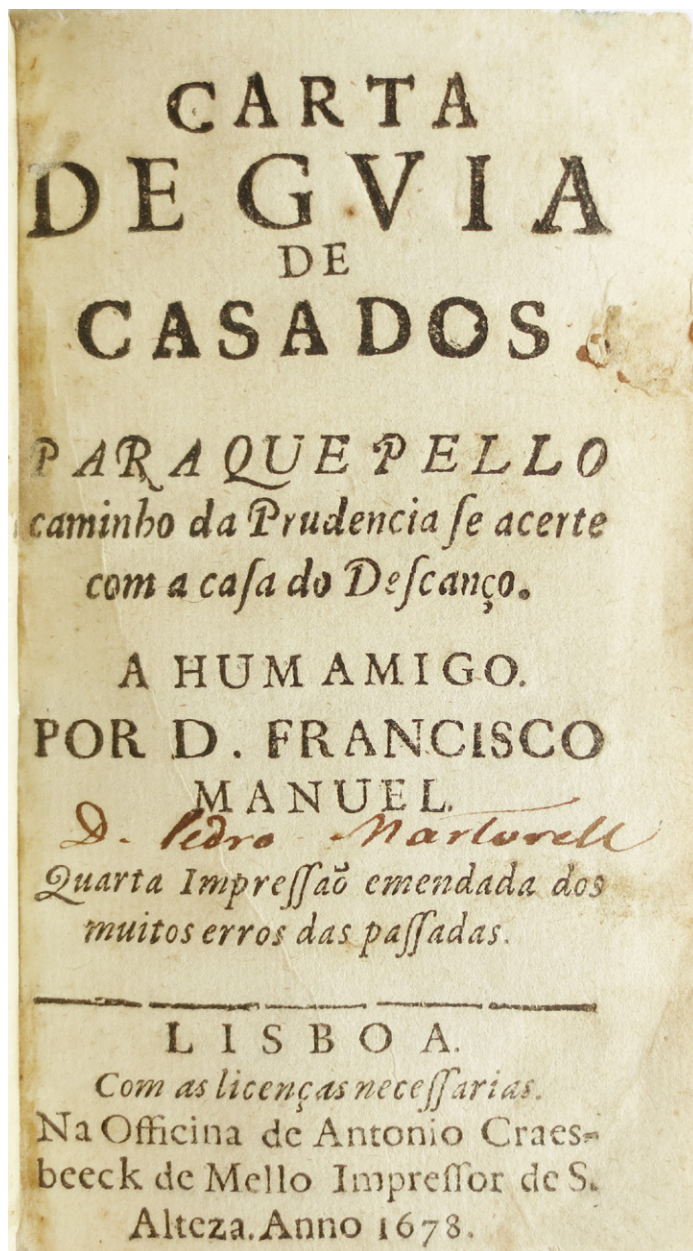 CARTA
DE GVIA
DE
CASADOS
PARA QUE PELLO
caminho da Prudencia ſe acerte
com a caſa do Deſcanço.
A HUM AMIGO.
POR D. FRANCISCO
MANUEL.
D. Pedro Martorell
Quarta Impreſſaõ emendada dos
muitos erros das paſſadas.
LISBOA.
Com as licenças neceſſarias.
Na Officina de Antonio Craes-
beeck de Mello Impreſſor de S.
Alteza. Anno 1678.